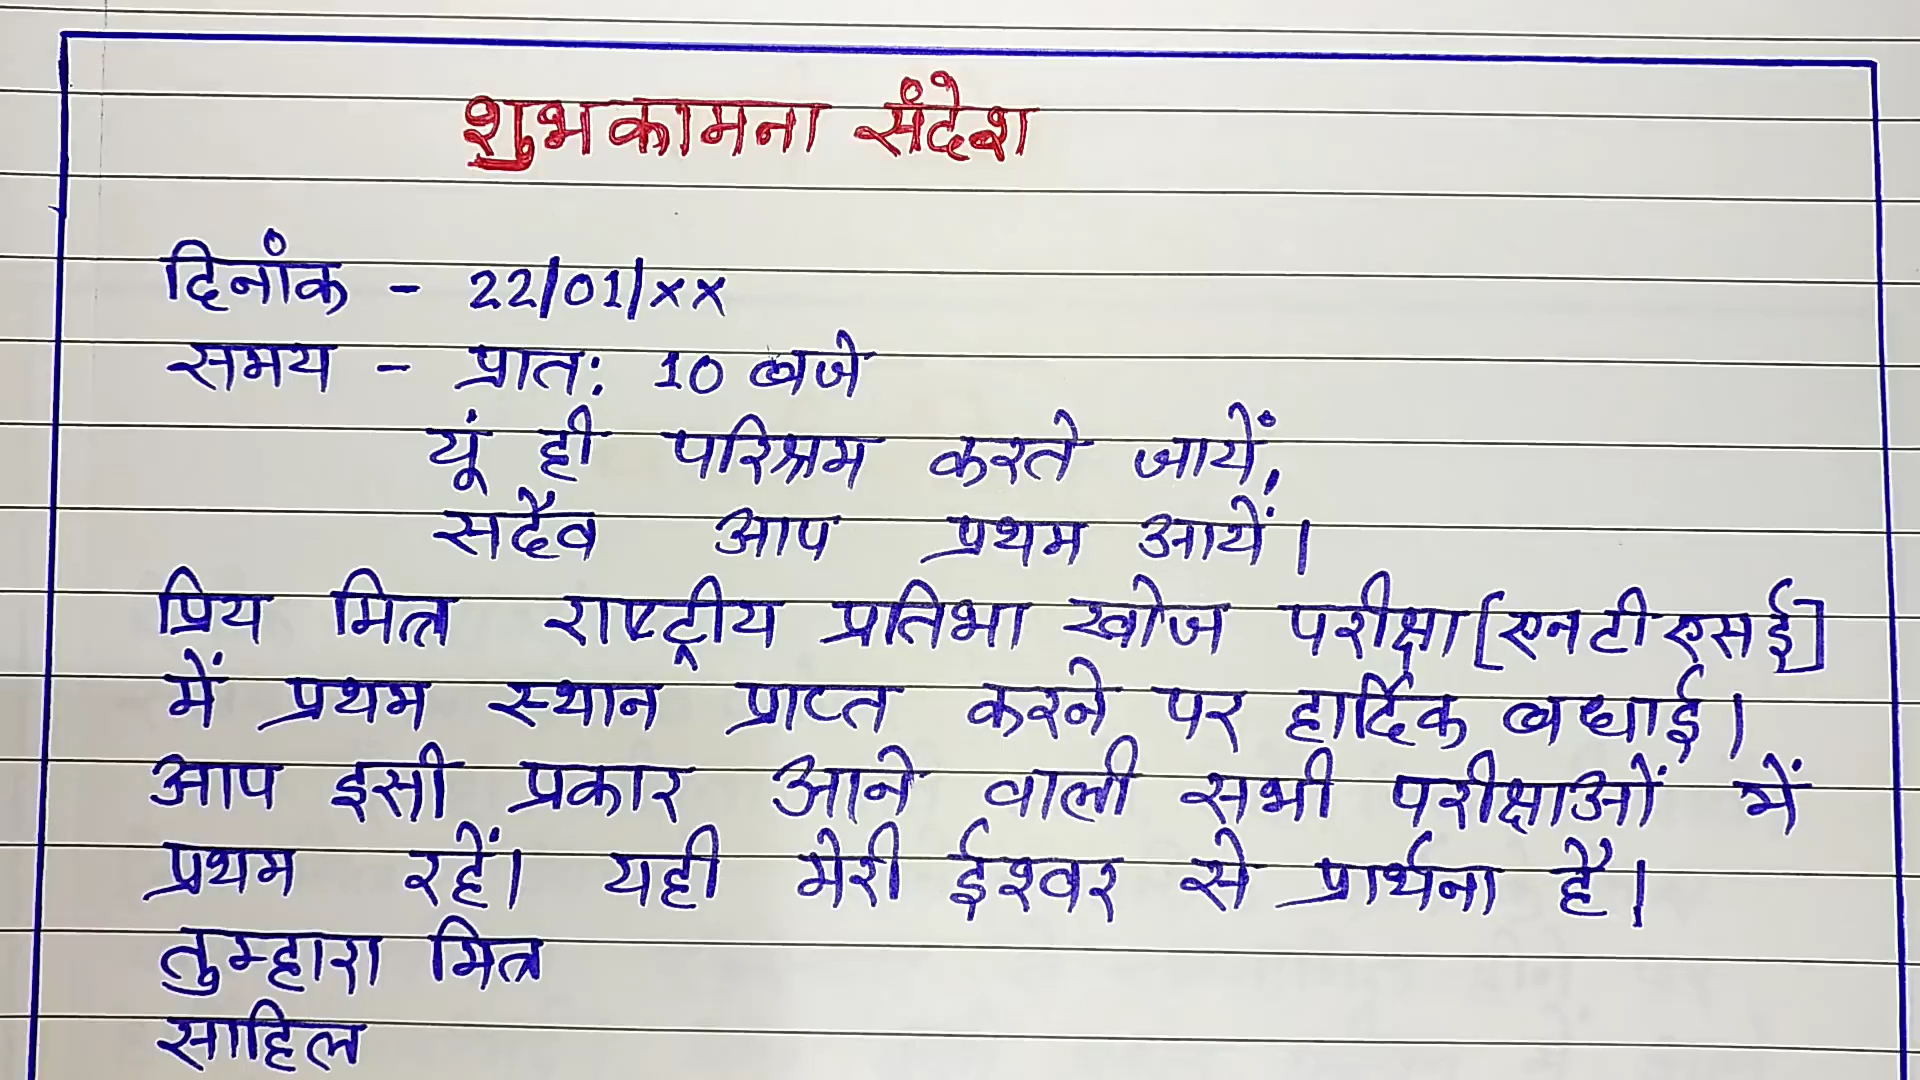 शुभकामना संदेश
दिनांक - 22/01/xx
समय - प्रातः 10 बजे
यूं ही परिश्रम करते जायें,
सदैव आप प्रथम आयें।
प्रिय मित्र राष्ट्रीय प्रतिभा खोज परीक्षा [एनटीएसई]
में प्रथम स्थान प्राप्त करने पर हार्दिक बधाई।
आप इसी प्रकार आने वाली सभी परीक्षाओं में
प्रथम रहें। यही मेरी ईश्वर से प्रार्थना है।
तुम्हारा मित्र
साहिल